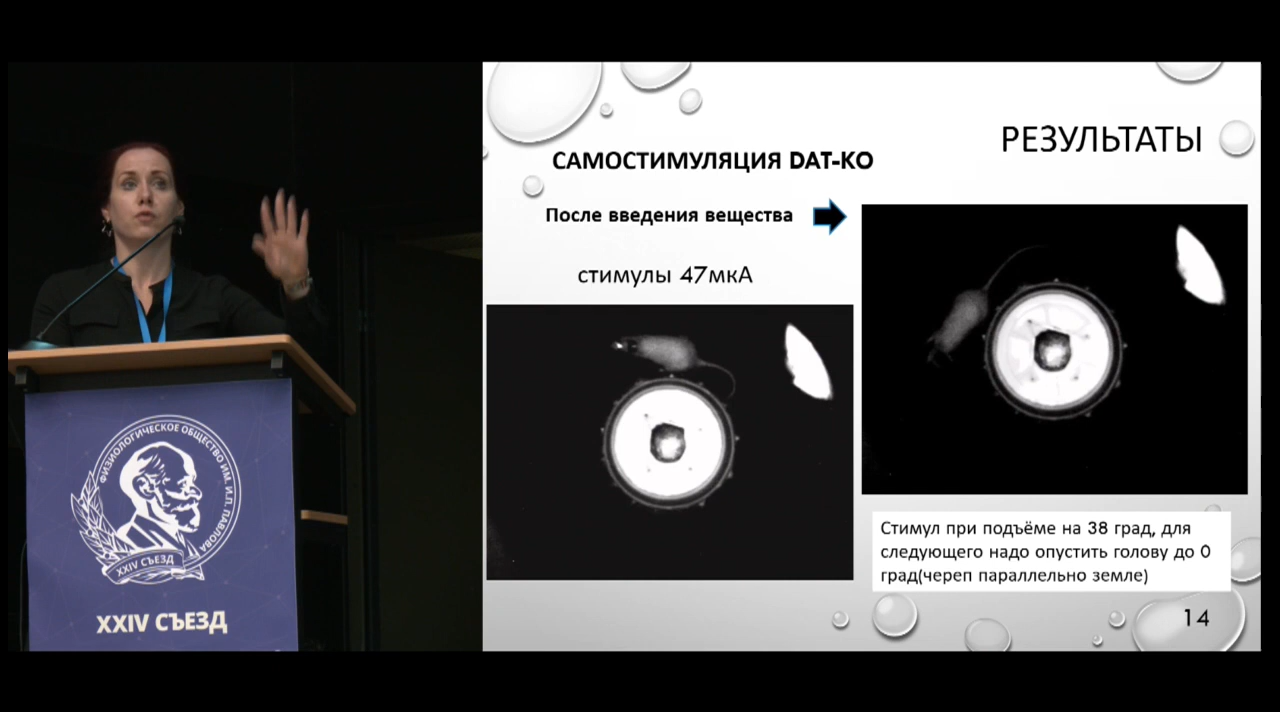 РЕЗУЛЬТАТЫ
САМОСТИМУЛЯЦИЯ DAT-KO
После введения вещества
стимулы 47мкА
Стимул при подъёме на 38 град, для
следующего надо опустить голову до 0
град(череп параллельно земле)
14
ФИЗИОЛОГИЧЕСКОЕ ОБЩЕСТВО ИМ. И.П. ПАВЛОВА
XXIV СЪЕЗД
XXIV СЪЕЗД